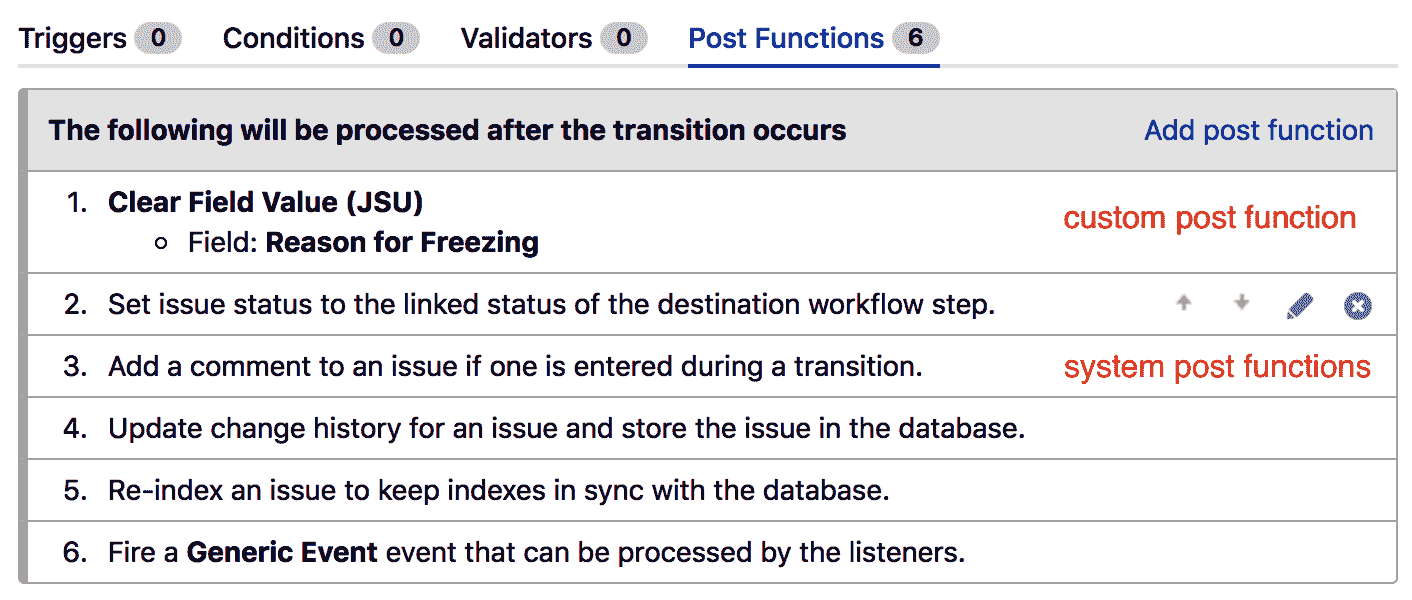 Triggers 0 Conditions 0 Validators 0 Post Functions 6
The following will be processed after the transition occurs Add post function
1. Clear Field Value (JSU)
custom post function
Field: Reason for Freezing
2. Set issue status to the linked status of the destination workflow step.
3. Add a comment to an issue if one is entered during a transition. system post functions
4. Update change history for an issue and store the issue in the database.
5. Re-index an issue to keep indexes in sync with the database.
6. Fire a Generic Event event that can be processed by the listeners.